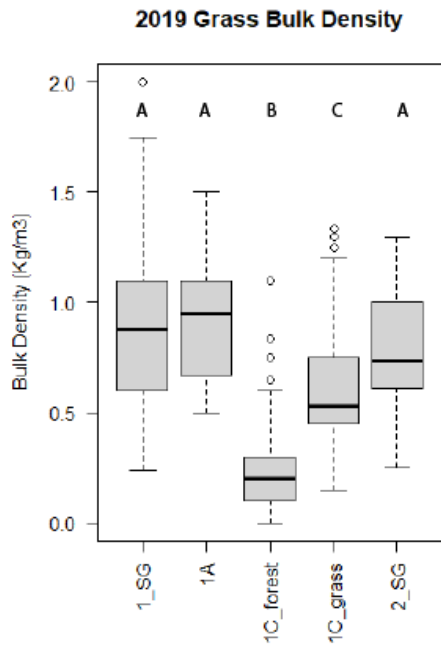 2019 Grass Bulk Density
A A B C A
2.0
1.5
1.0
0.5
0.0
Bulk Density (Kg/m3)
1_SG
1A
1C_forest
1C_grass
2_SG